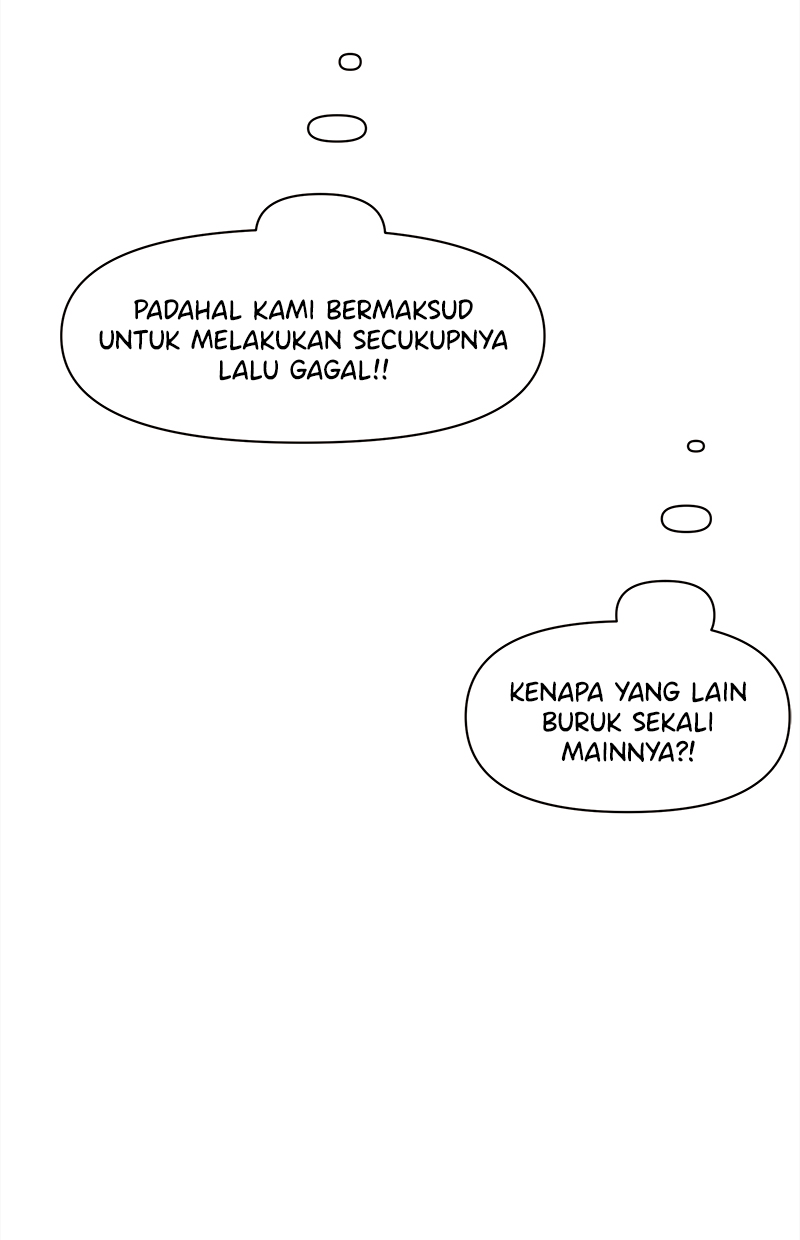 PADAHAL KAMI BERMAKSUD
UNTUK MELAKUKAN SECUKUPNYA
LALU GAGAL!!
KENAPA YANG LAIN
BURUK SEKALI
MAINNYA?!